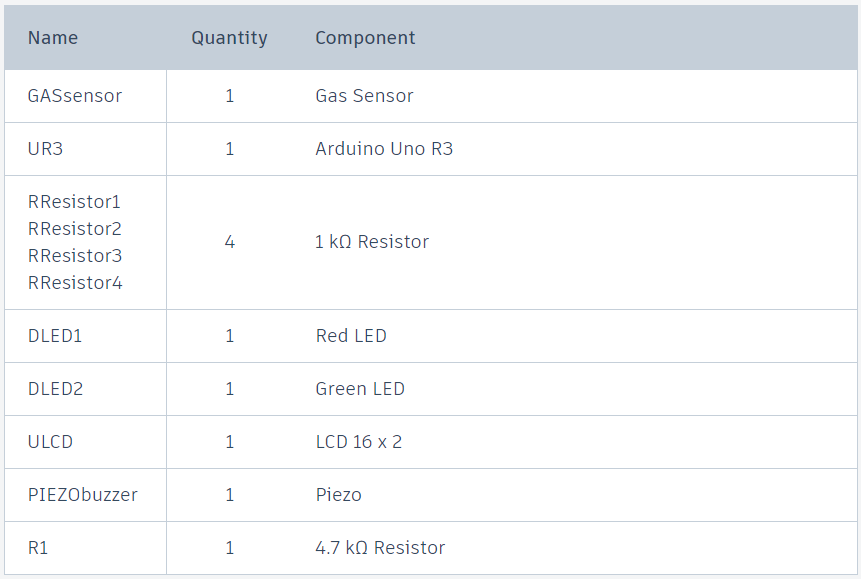 Name Quantity Component
GASsensor 1 Gas Sensor
UR3 1 Arduino Uno R3
RResistor1
RResistor2
RResistor3
RResistor4
4 1 kΩ Resistor
DLED1 1 Red LED
DLED2 1 Green LED
ULCD 1 LCD 16 x 2
PIEZObuzzer 1 Piezo
R1 1 4.7 kΩ Resistor